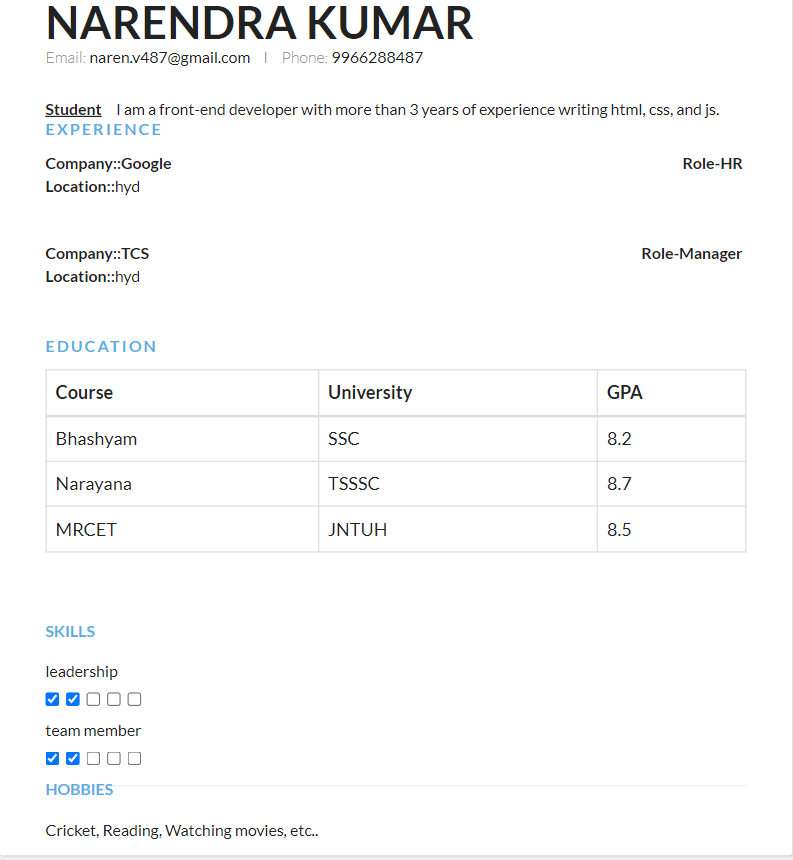 NARENDRA KUMAR
Email: naren.v487@gmail.com | Phone: 9966288487
Student I am a front-end developer with more than 3 years of experience writing html, css, and js.
EXPERIENCE
Company::Google Role-HR
Location::hyd
Company::TCS Role-Manager
Location::hyd
EDUCATION
Course University GPA
Bhashyam SSC 8.2
Narayana TSSSC 8.7
MRCET JNTUH 8.5
SKILLS
leadership
team member
HOBBIES
Cricket, Reading, Watching movies, etc..